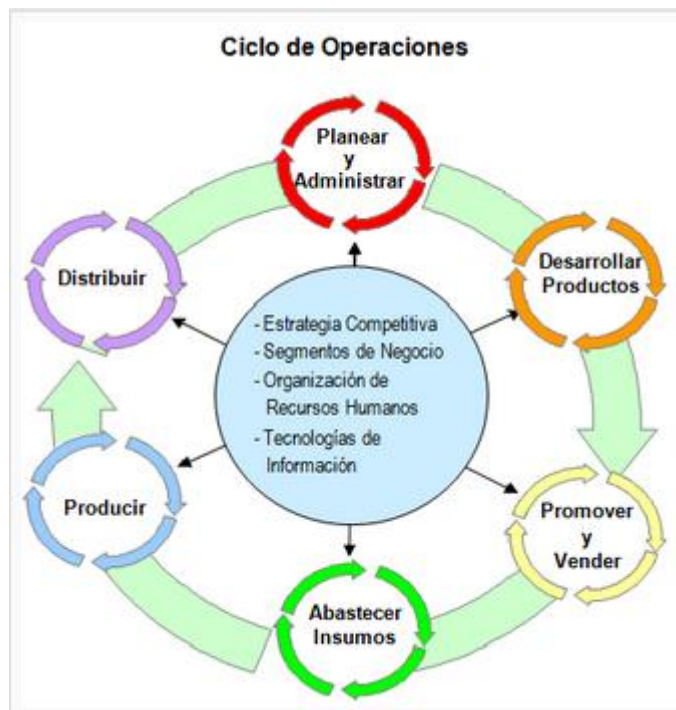 Ciclo de Operaciones
Planear
y
Administrar
Desarrollar
Productos
Promover
y
Vender
Abastecer
Insumos
Producir
Distribuir
- Estrategia Competitiva
- Segmentos de Negocio
- Organización de
Recursos Humanos
- Tecnologías de
Información